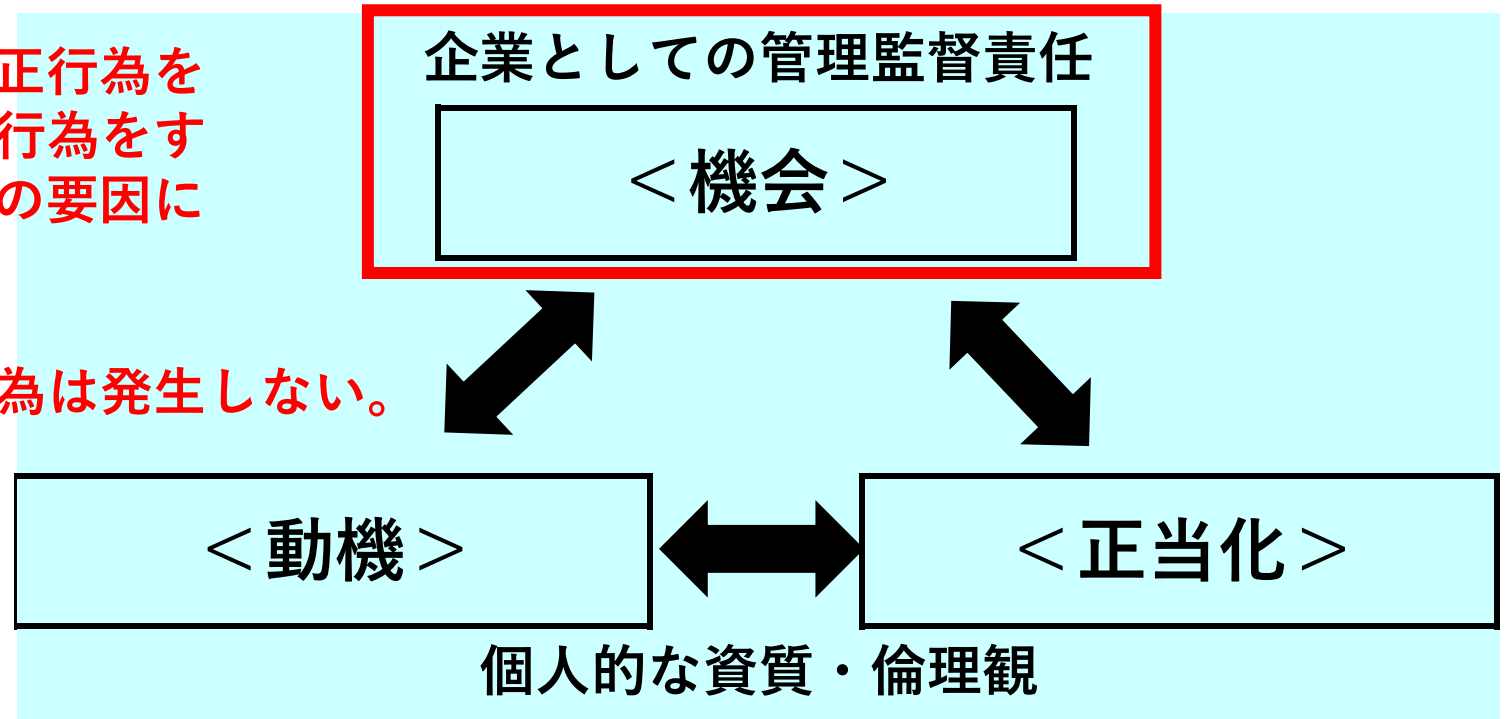 企業としての管理監督責任
＜機会＞
正行為を
行為をす
の要因に
為は発生しない。
＜動機＞
＜正当化＞
個人的な資質・倫理観